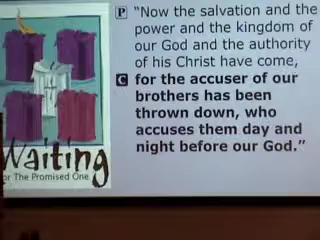 P "Now the salvation and the
power and the kingdom of
our God and the authority
of his Christ have come,
C for the accuser of our
brothers has been
thrown down, who
accuses them day and
night before our God."
Waiting
or The Promised One